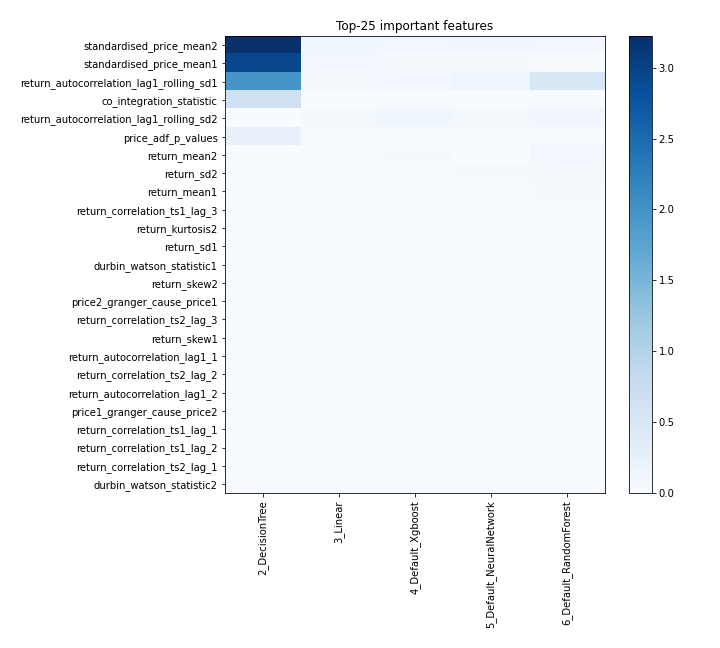 Top-25 important features
standardised_price_mean2
standardised_price_mean1
return_autocorrelation_lag1_rolling_sd1
co_integration_statistic
return_autocorrelation_lag1_rolling_sd2
price_adf_p_values
return_mean2
return_sd2
return_mean1
return_correlation_ts1_lag_3
return_kurtosis2
return_sd1
durbin_watson_statistic1
return_skew2
price2_granger_cause_price1
return_correlation_ts2_lag_3
return_skew1
return_autocorrelation_lag1_1
return_correlation_ts2_lag_2
return_autocorrelation_lag1_2
price1_granger_cause_price2
return_correlation_ts1_lag_1
return_correlation_ts1_lag_2
return_correlation_ts2_lag_1
durbin_watson_statistic2
2_DecisionTree
3_Linear
4_Default_Xgboost
5_Default_NeuralNetwork
6_Default_RandomForest
3.0
2.5
2.0
1.5
1.0
0.5
0.0